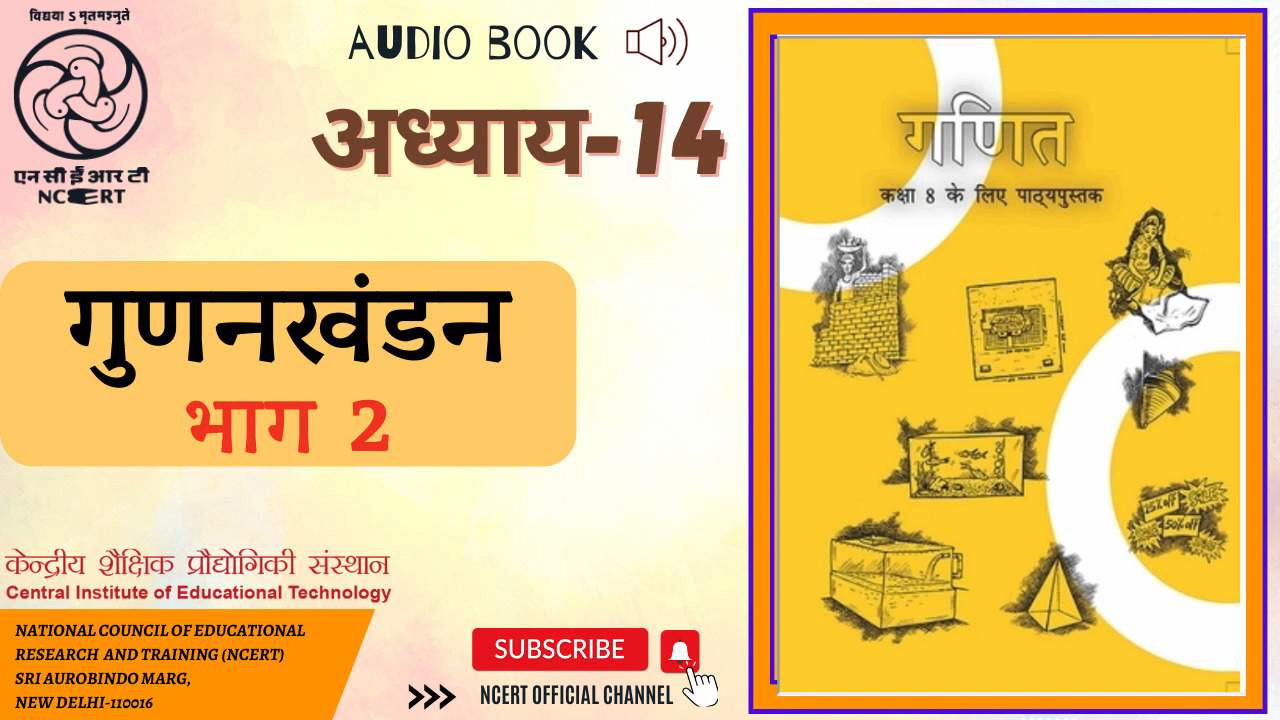 विद्यया ऽ मृतमश्नुते
एन सी ई आर टी
NCERT
AUDIO BOOK
अध्याय-14
गुणनखंडन
भाग 2
केन्द्रीय शैक्षिक प्रौद्योगिकी संस्थान
Central Institute of Educational Technology
NATIONAL COUNCIL OF EDUCATIONAL
RESEARCH AND TRAINING (NCERT)
SRI AUROBINDO MARG,
NEW DELHI-110016
SUBSCRIBE
NCERT OFFICIAL CHANNEL
गणित
कक्षा 8 के लिए पाठ्यपुस्तक
50% off